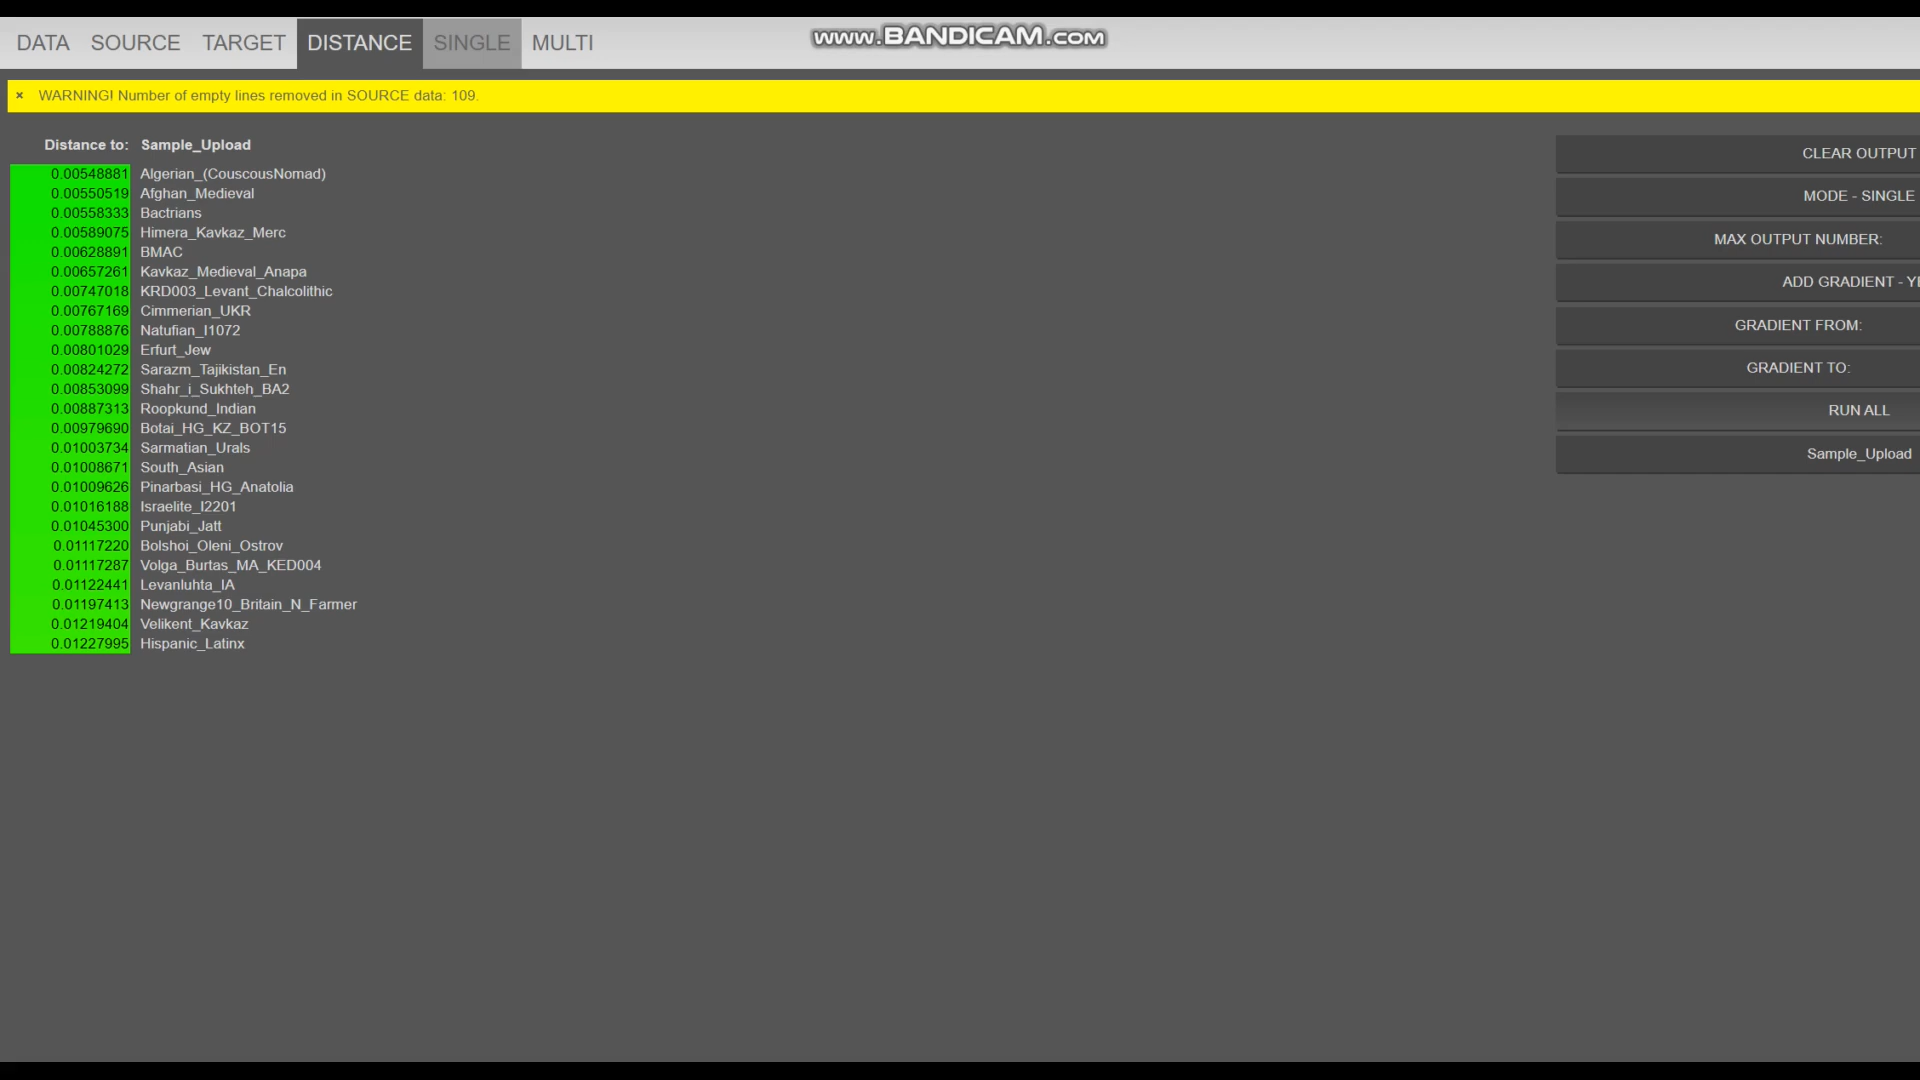 DATA SOURCE TARGET DISTANCE SINGLE MULTI
www.BANDICAM.com
× WARNING! Number of empty lines removed in SOURCE data: 109.
Distance to: Sample_Upload
0.00548881 Algerian_(CouscousNomad)
0.00550519 Afghan_Medieval
0.00558333 Bactrians
0.00589075 Himera_Kavkaz_Merc
0.00628891 BMAC
0.00657261 Kavkaz_Medieval_Anapa
0.00747018 KRD003_Levant_Chalcolithic
0.00767169 Cimmerian_UKR
0.00788876 Natufian_I1072
0.00801029 Erfurt_Jew
0.00824272 Sarazm_Tajikistan_En
0.00853099 Shahr_i_Sukhteh_BA2
0.00887313 Roopkund_Indian
0.00979690 Botai_HG_KZ_BOT15
0.01003734 Sarmatian_Urals
0.01008671 South_Asian
0.01009626 Pinarbasi_HG_Anatolia
0.01016188 Israelite_I2201
0.01045300 Punjabi_Jatt
0.01117220 Bolshoi_Oleni_Ostrov
0.01117287 Volga_Burtas_MA_KED004
0.01122441 Levanluhta_IA
0.01197413 Newgrange10_Britain_N_Farmer
0.01219404 Velikent_Kavkaz
0.01227995 Hispanic_Latinx
CLEAR OUTPUT
MODE - SINGLE
MAX OUTPUT NUMBER:
ADD GRADIENT - YE
GRADIENT FROM:
GRADIENT TO:
RUN ALL
Sample_Upload